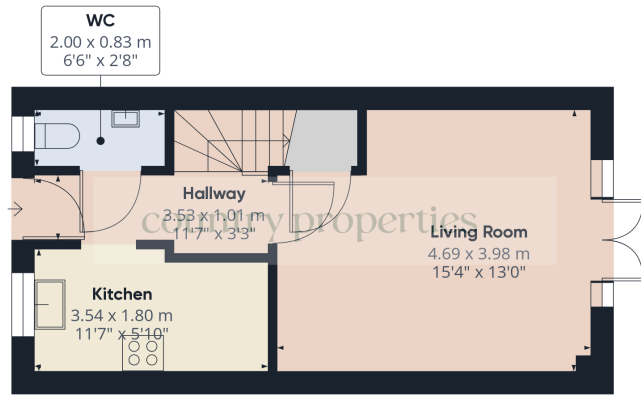 WC
2.00 x 0.83 m
6'6" x 2'8"
Hallway
3.53 x 1.01 m
11'7" x 3'3"
country properties
Living Room
4.69 x 3.98 m
15'4" x 13'0"
Kitchen
3.54 x 1.80 m
11'7" x 5'10"